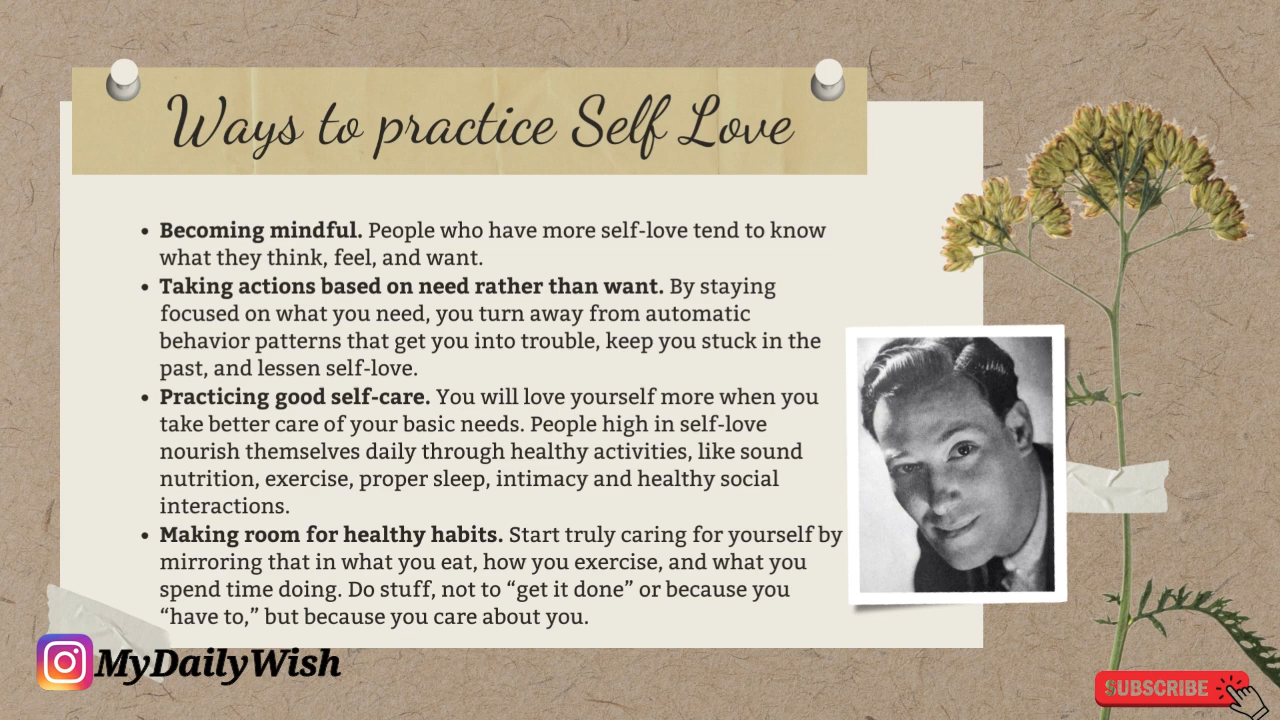 Ways to practice Self Love
• Becoming mindful. People who have more self-love tend to know
what they think, feel, and want.
• Taking actions based on need rather than want. By staying
focused on what you need, you turn away from automatic
behavior patterns that get you into trouble, keep you stuck in the
past, and lessen self-love.
• Practicing good self-care. You will love yourself more when you
take better care of your basic needs. People high in self-love
nourish themselves daily through healthy activities, like sound
nutrition, exercise, proper sleep, intimacy and healthy social
interactions.
• Making room for healthy habits. Start truly caring for yourself by
mirroring that in what you eat, how you exercise, and what you
spend time doing. Do stuff, not to “get it done” or because you
“have to,” but because you care about you.
MyDailyWish
SUBSCRIBE